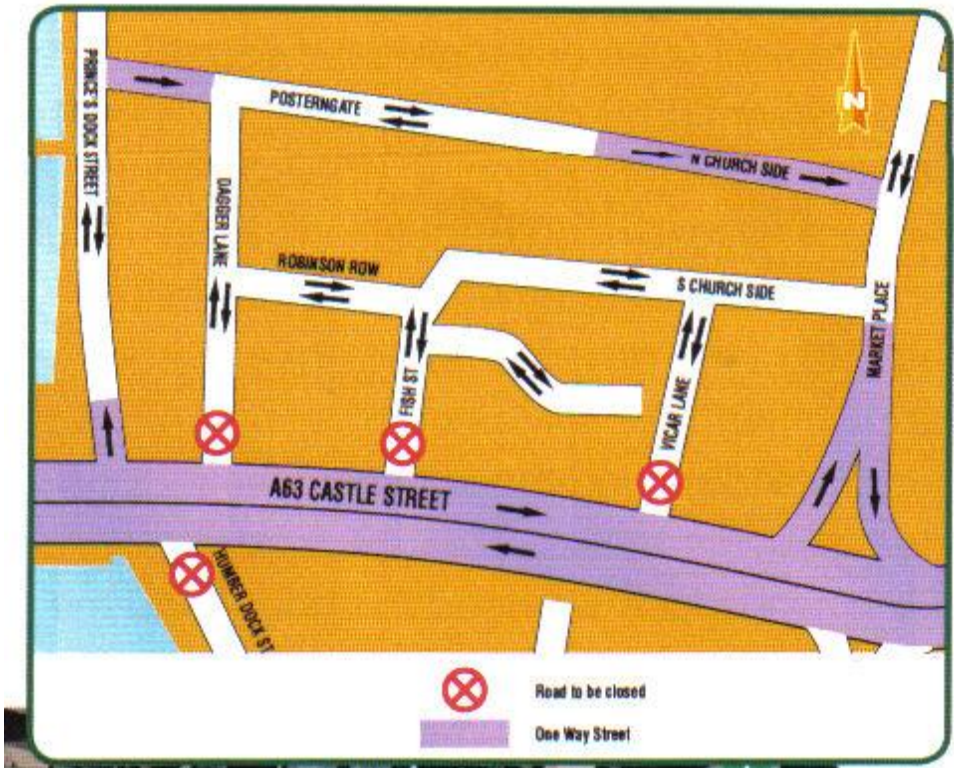 PRINCE'S DOCK STREET
POSTERNGATE
N
N CHURCH SIDE
DAGGER LANE
ROBINSON ROW
S CHURCH SIDE
MARKET PLACE
FISH ST
VICAR LANE
A63 CASTLE STREET
HUMBER DOCK ST
Road to be closed
One Way Street